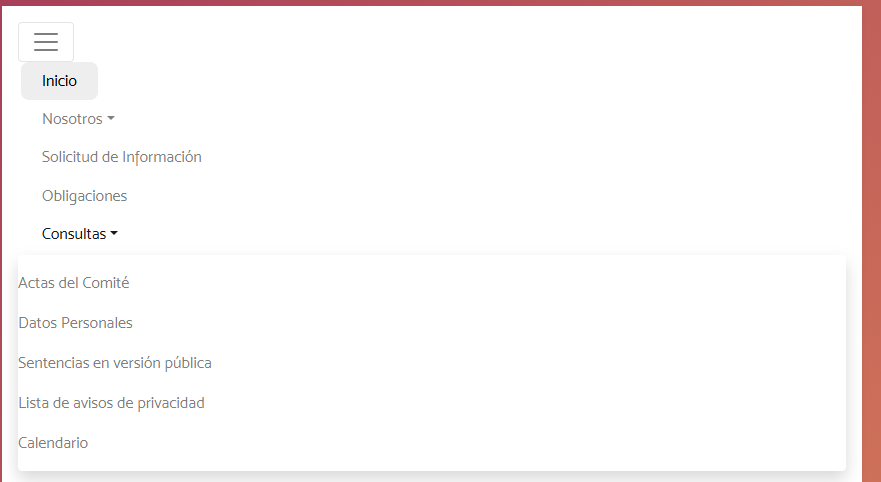 Inicio
Nosotros
Solicitud de Información
Obligaciones
Consultas
Actas del Comité
Datos Personales
Sentencias en versión pública
Lista de avisos de privacidad
Calendario